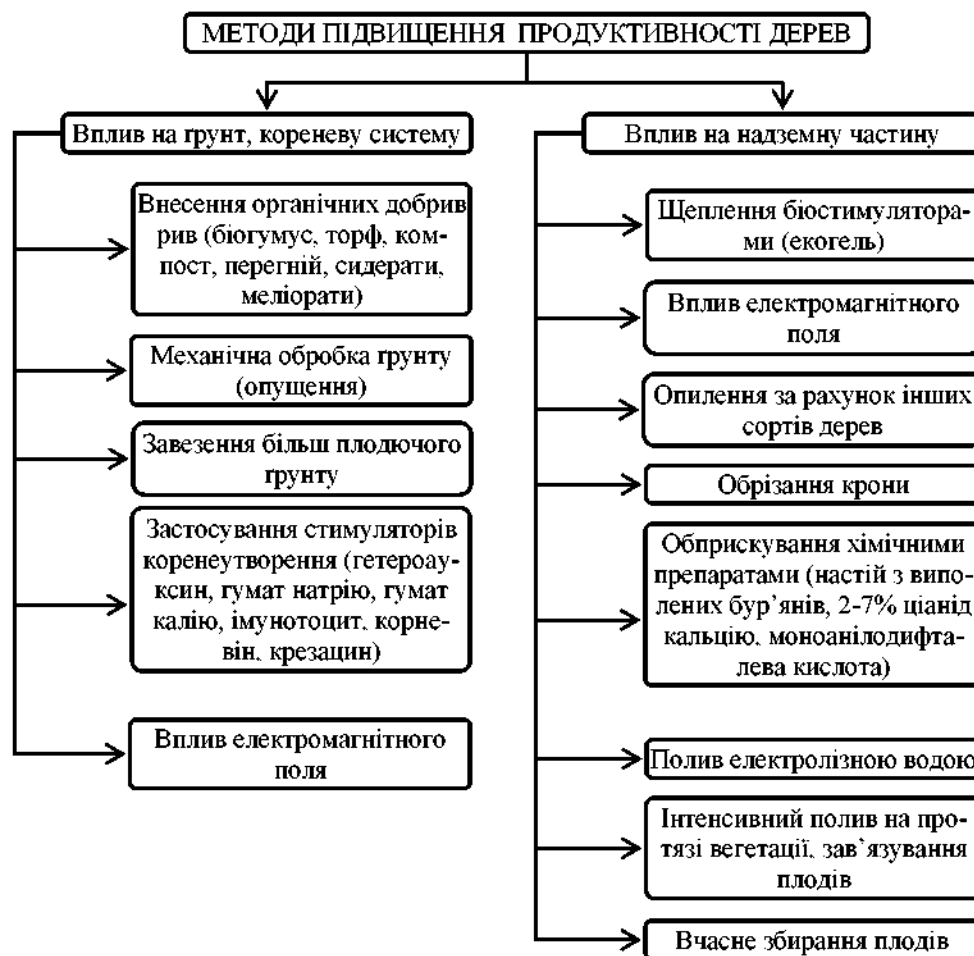 МЕТОДИ ПІДВИЩЕННЯ ПРОДУКТИВНОСТІ ДЕРЕВ
Вплив на ґрунт, кореневу систему
Внесення органічних добрив
рив (біогумус, торф, ком-
пост, перегній, сидерати,
меліорати)
Механічна обробка ґрунту
(опущення)
Завезення більш плодючого
ґрунту
Застосування стимуляторів
коренеутворення (гетероау-
ксин, гумат натрію, гумат
калію, імунотоцит, корне-
він, крезацин)
Вплив електромагнітного
поля
Вплив на надземну частину
Щеплення біостимулятора-
ми (екогель)
Вплив електромагнітного
поля
Опилення за рахунок інших
сортів дерев
Обрізання крони
Обприскування хімічними
препаратами (настій з випо-
лених бур’янів, 2-7% ціанід
кальцію, моноанілодифта-
лева кислота)
Полив електролізною водою
Інтенсивний полив на про-
тязі вегетації, зав’язування
плодів
Вчасне збирання плодів